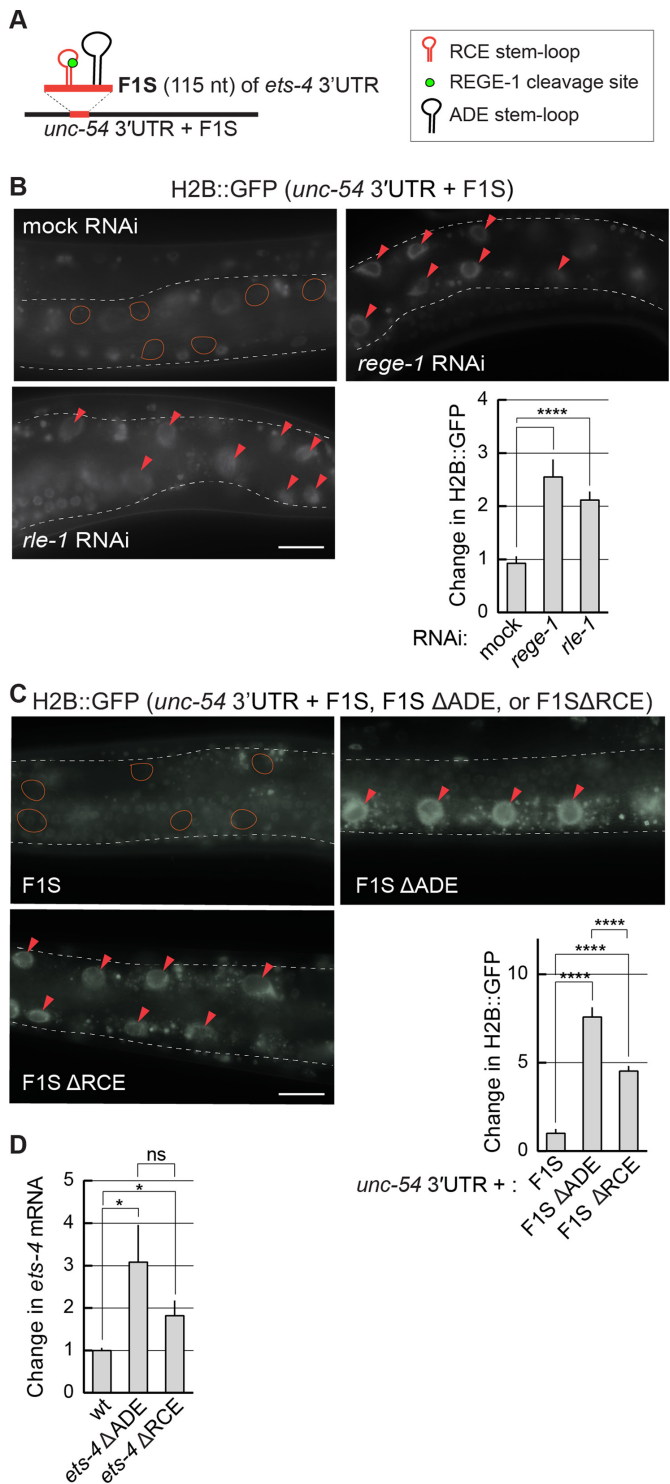 A
F1S (115 nt) of ets-4 3'UTR
unc-54 3'UTR + F1S
RCE stem-loop
REGE-1 cleavage site
ADE stem-loop
B
H2B::GFP (unc-54 3'UTR + F1S)
mock RNAi
rege-1 RNAi
rle-1 RNAi
Change in H2B::GFP
4
3
2
1
0
****
RNAi:
mock
rege-1
rle-1
C
H2B::GFP (unc-54 3'UTR + F1S, F1S ΔADE, or F1SΔRCE)
F1S
F1S ΔADE
F1S ΔRCE
Change in H2B::GFP
10
5
0
****
****
****
unc-54 3'UTR + :
F1S
F1S ΔADE
F1S ΔRCE
D
Change in ets-4 mRNA
5
4
3
2
1
0
ns
*
*
wt
ets-4 ΔADE
ets-4 ΔRCE